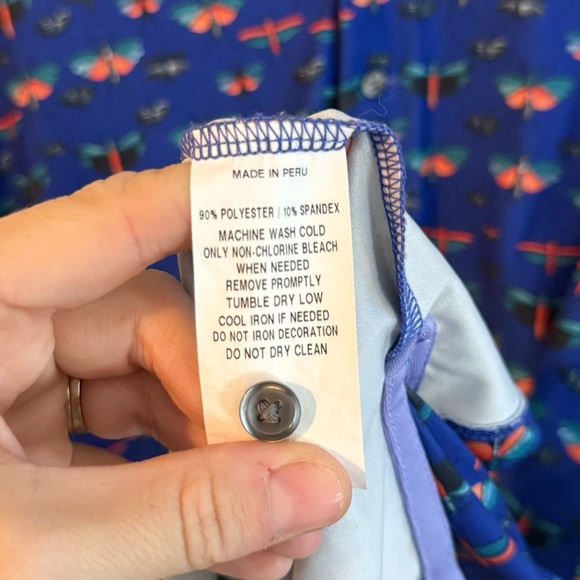 MADE IN PERU
90% POLYESTER / 10% SPANDEX
MACHINE WASH COLD
ONLY NON-CHLORINE BLEACH
WHEN NEEDED
REMOVE PROMPTLY
TUMBLE DRY LOW
COOL IRON IF NEEDED
DO NOT IRON DECORATION
DO NOT DRY CLEAN